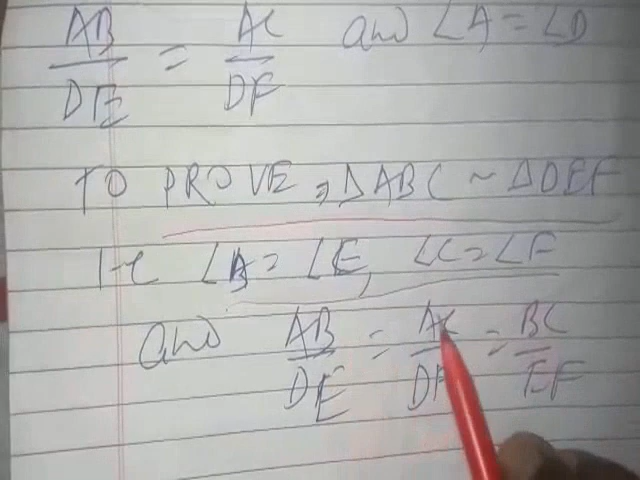 AB/DE = AC/DF and ∠A = ∠D
TO PROVE ⇒ ΔABC ~ ΔDEF
i.e ∠B = ∠E, ∠C = ∠F
and AB/DE = AC/DF = BC/EF